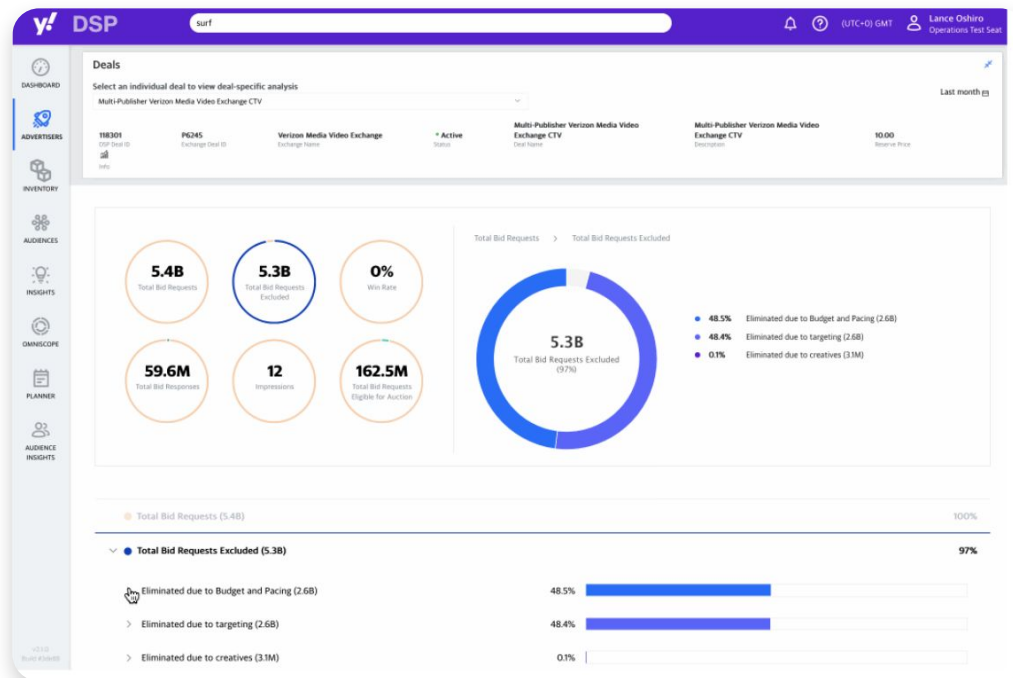 y! DSP
surf
(UTC+0) GMT
Lance Oshiro
Operations Test Seat
DASHBOARD
ADVERTISERS
INVENTORY
AUDIENCES
INSIGHTS
OMNISCOPE
PLANNER
AUDIENCE
INSIGHTS
Deals
Select an individual deal to view deal-specific analysis
Multi-Publisher Verizon Media Video Exchange CTV
Last month
118301
DSP Deal ID
Info
P6245
Exchange Deal ID
Verizon Media Video Exchange
Exchange Name
Active
Status
Multi-Publisher Verizon Media Video
Exchange CTV
Deal Name
Multi-Publisher Verizon Media Video
Exchange CTV
Description
10.00
Reserve Price
5.4B
Total Bid Requests
5.3B
Total Bid Requests
Excluded
0%
Win Rate
59.6M
Total Bid Responses
12
Impressions
162.5M
Total Bid Requests
Eligible for Auction
Total Bid Requests > Total Bid Requests Excluded
5.3B
Total Bid Requests Excluded
(97%)
48.5% Eliminated due to Budget and Pacing (2.6B)
48.4% Eliminated due to targeting (2.6B)
0.1% Eliminated due to creatives (3.1M)
Total Bid Requests (5.4B) 100%
Total Bid Requests Excluded (5.3B) 97%
Eliminated due to Budget and Pacing (2.6B) 48.5%
Eliminated due to targeting (2.6B) 48.4%
Eliminated due to creatives (3.1M) 0.1%